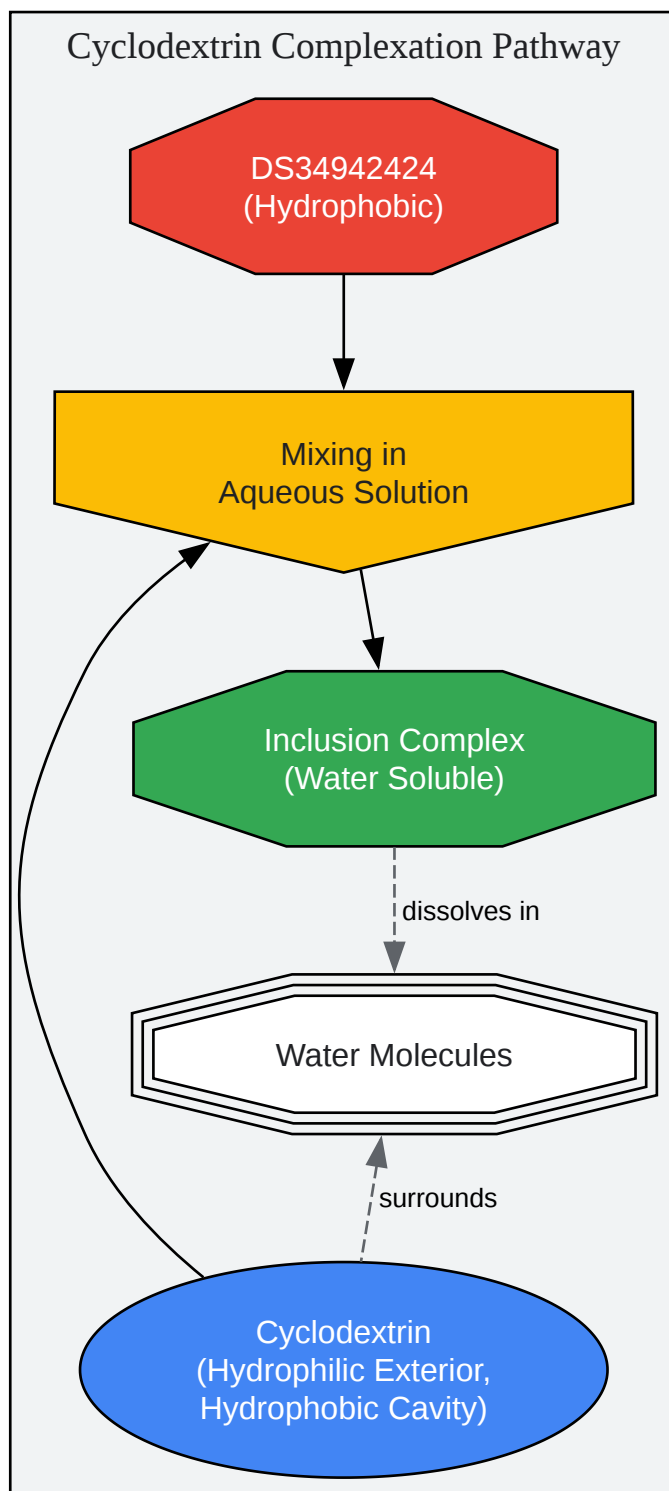 Cyclodextrin Complexation Pathway
DS34942424
(Hydrophobic)
Mixing in
Aqueous Solution
Inclusion Complex
(Water Soluble)
dissolves in
Water Molecules
surrounds
Cyclodextrin
(Hydrophilic Exterior,
Hydrophobic Cavity)